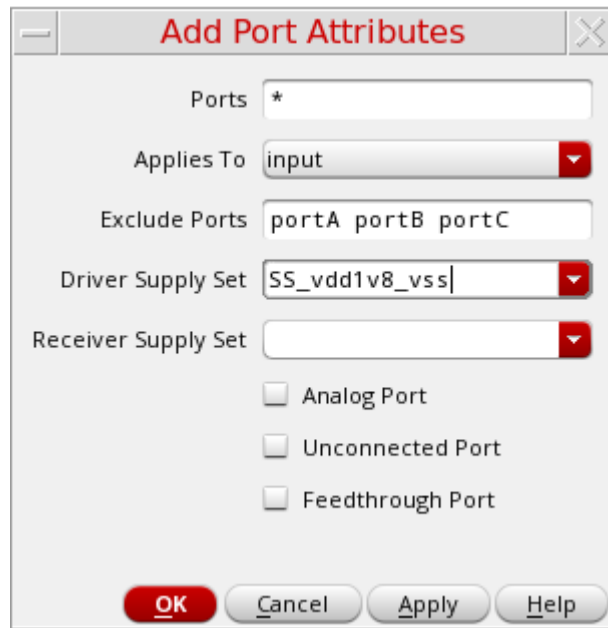 Add Port Attributes
Ports *
Applies To input
Exclude Ports portA portB portC
Driver Supply Set SS_vdd1v8_vss
Receiver Supply Set
Analog Port
Unconnected Port
Feedthrough Port
OK Cancel Apply Help